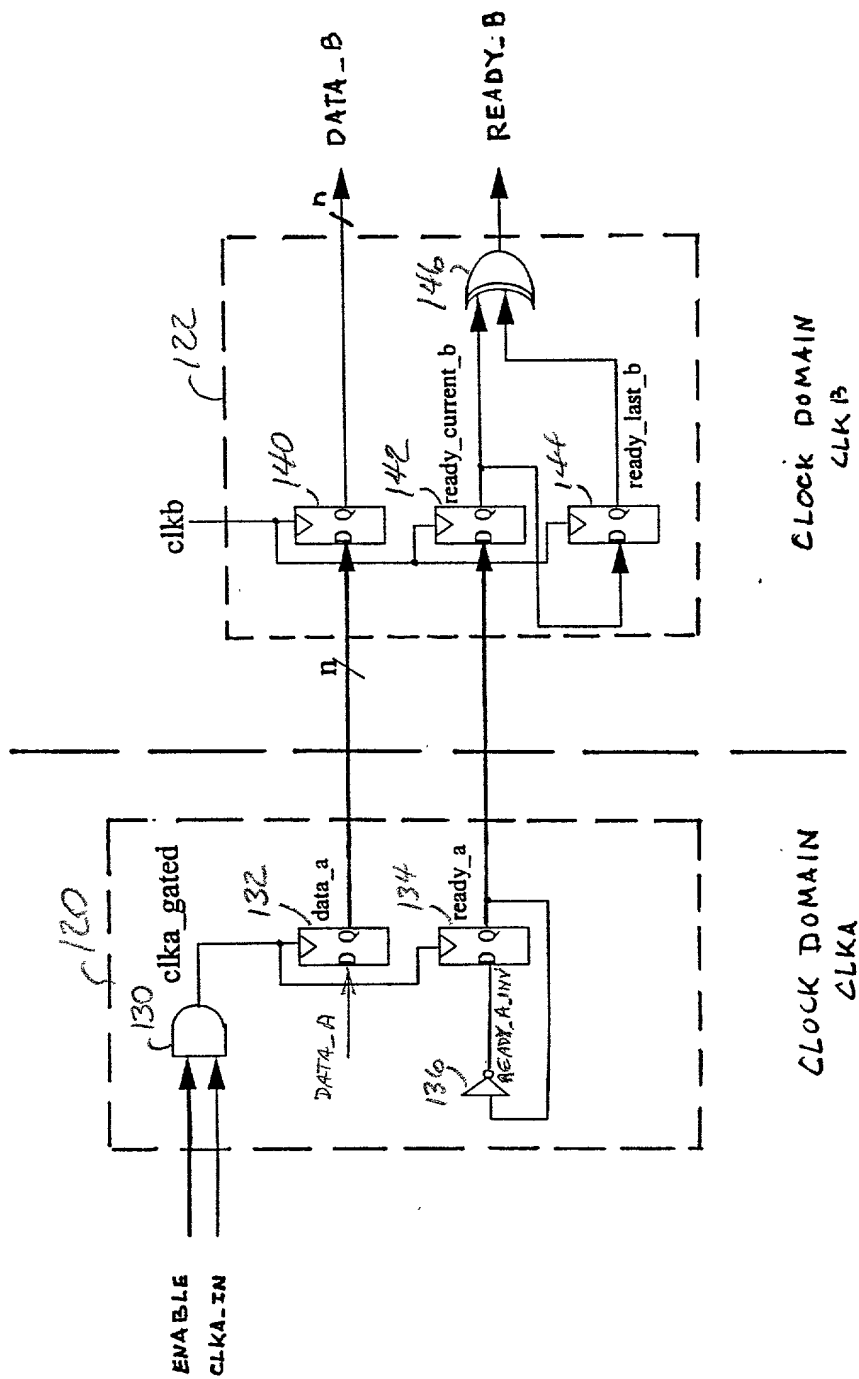 120
clka_gated
130
ENABLE
CLKA_IN
132
data_a
D Q
DATA_A
134
ready_a
D Q
READY_A_INV
136
CLOCK DOMAIN
CLKA
122
clkb
140
D Q
n
n
DATA_B
142
ready_current_b
D Q
146
READY_B
144
ready_last_b
D Q
CLOCK DOMAIN
CLKB